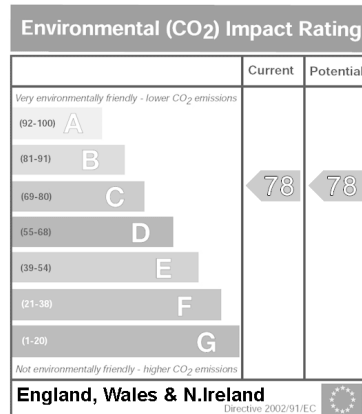 Environmental (CO2) Impact Rating
Current Potential
Very environmentally friendly - lower CO2 emissions
(92-100) A
(81-91) B
(69-80) C
78 78
(55-68) D
(39-54) E
(21-38) F
(1-20) G
Not environmentally friendly - higher CO2 emissions
England, Wales & N.Ireland
Directive 2002/91/EC